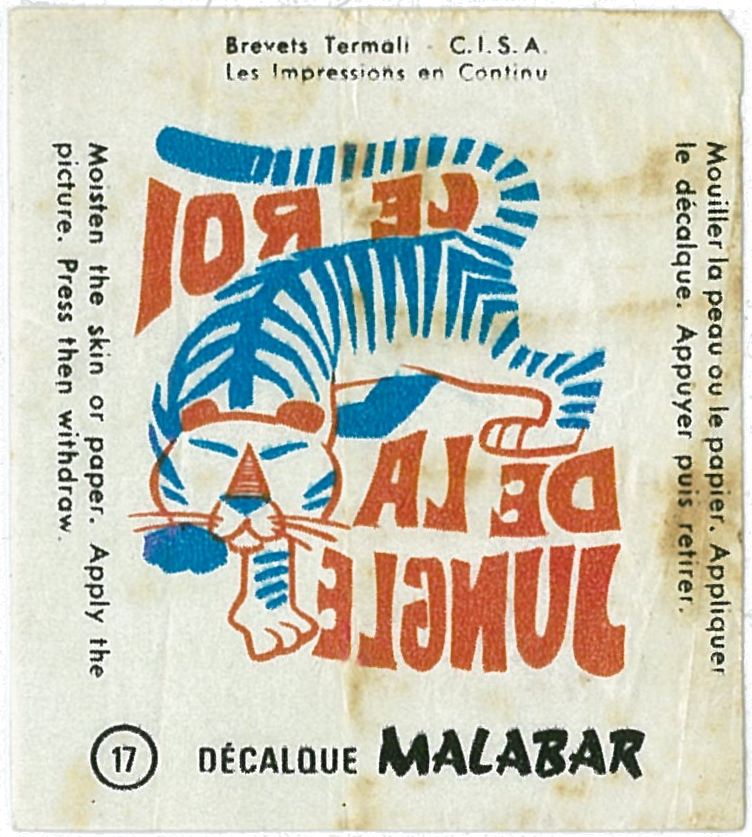 Brevets Termali - C.I.S.A.
Les Impressions en Continu
Moisten the skin or paper. Apply the
picture. Press then withdraw.
Mouiller la peau ou le papier. Appliquer
le décalque. Appuyer puis retirer.
LE ROI
DE LA
JUNGLE
17 DÉCALQUE MALABAR